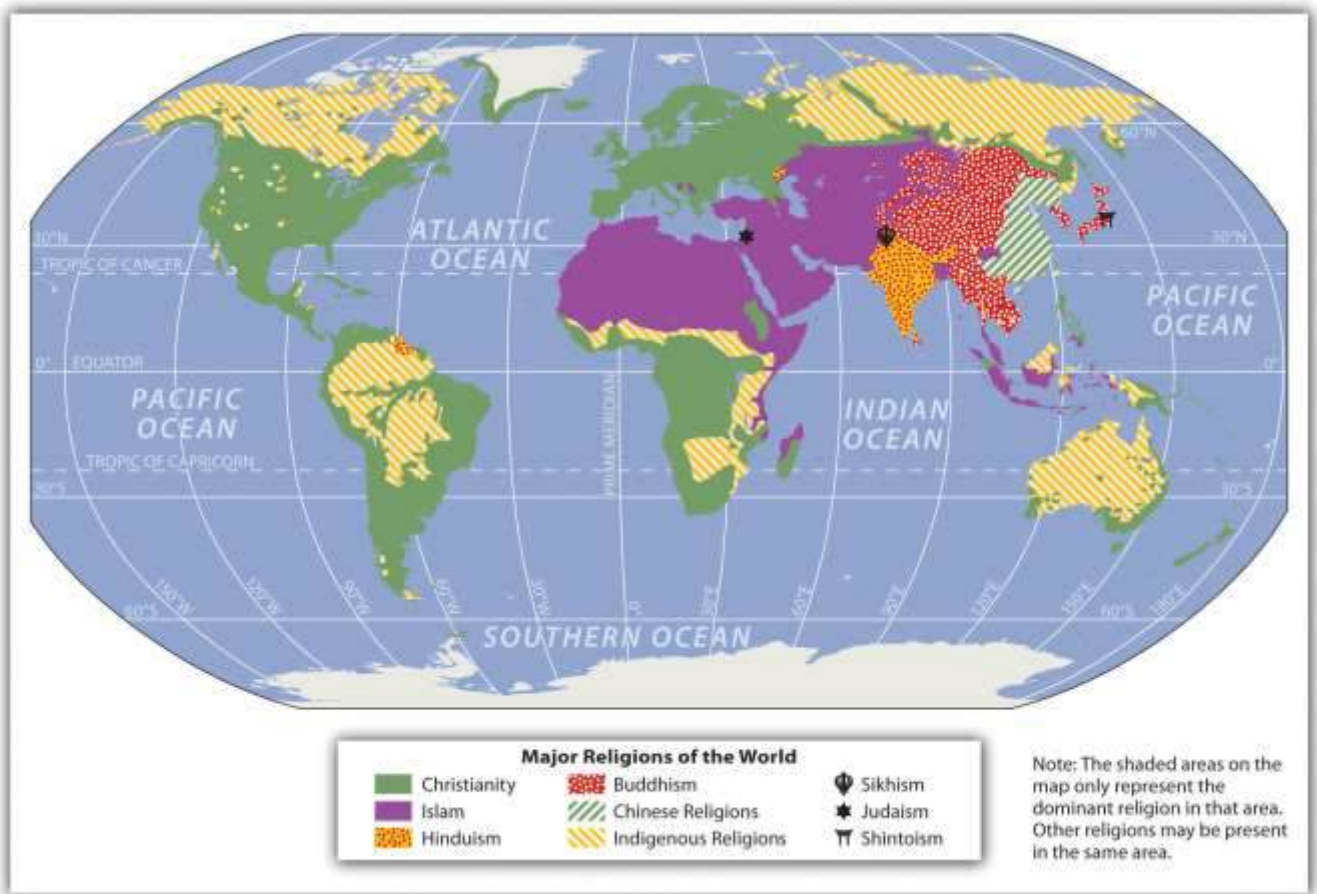 60°N
ATLANTIC
OCEAN
30°N
30°N
TROPIC OF CANCER
PACIFIC
OCEAN
0°
EQUATOR
0°
PACIFIC
OCEAN
PRIME MERIDIAN
INDIAN
OCEAN
TROPIC OF CAPRICORN
30°S
30°S
150°W
120°W
90°W
60°W
30°W
0°
30°E
60°E
90°E
120°E
150°E
180°E
60°S
60°S
SOUTHERN OCEAN
Major Religions of the World
Christianity
Buddhism
Sikhism
Islam
Chinese Religions
Judaism
Hinduism
Indigenous Religions
Shintoism
Note: The shaded areas on the
map only represent the
dominant religion in that area.
Other religions may be present
in the same area.